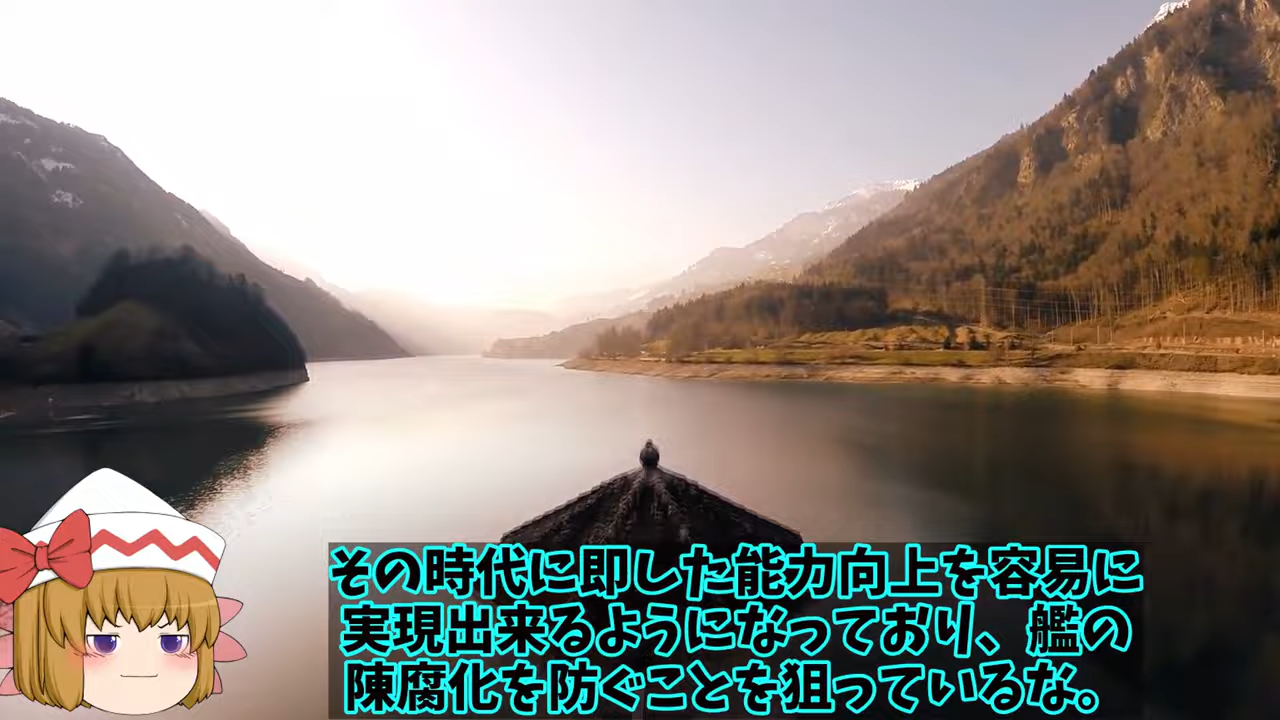 その時代に即した能力向上を容易に
実現出来るようになっており、艦の
陳腐化を防ぐことを狙っているな。